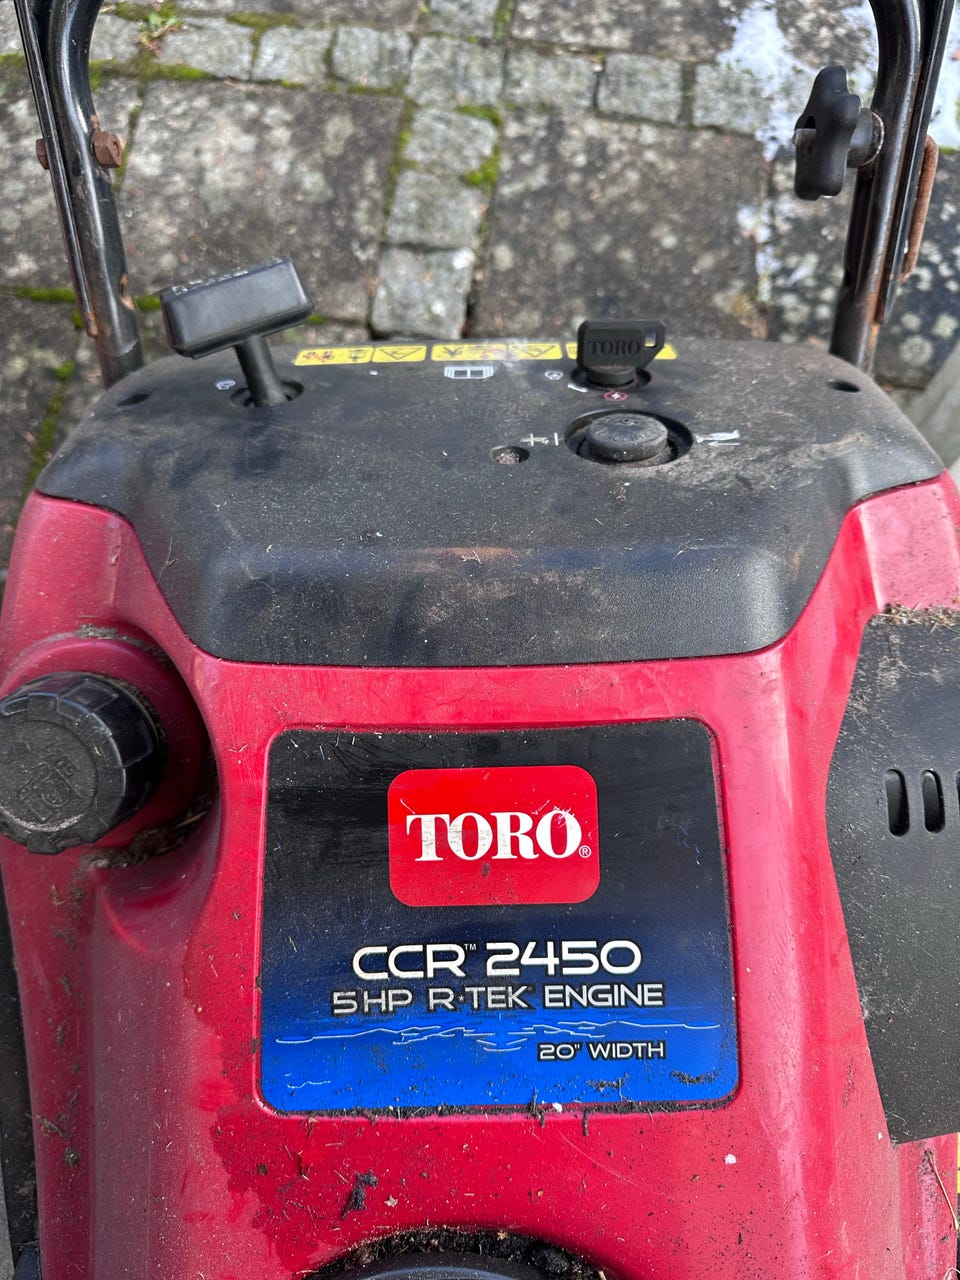 TORO
TORO®
CCR™ 2450
5HP R*TEK ENGINE
20" WIDTH